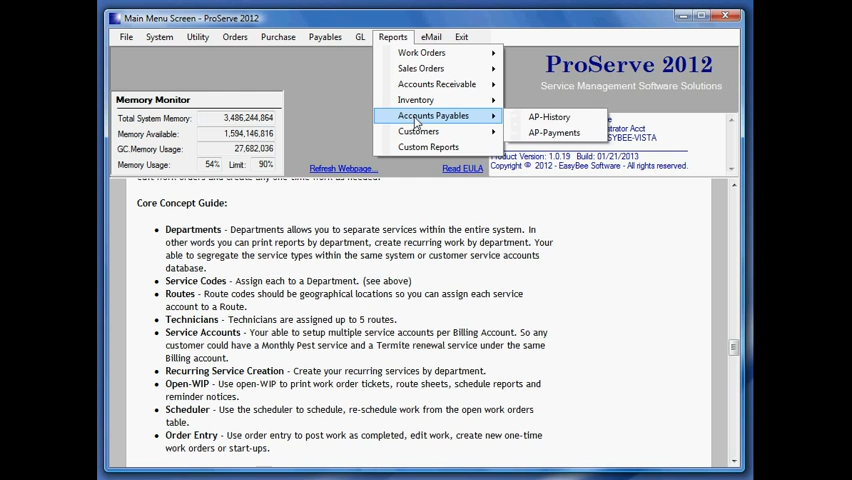 Main Menu Screen - ProServe 2012
File System Utility Orders Purchase Payables GL Reports eMail Exit
Work Orders
Sales Orders
Accounts Receivable
Inventory
Accounts Payables
Customers
Custom Reports
AP-History
AP-Payments
ProServe 2012
Service Management Software Solutions
Memory Monitor
Total System Memory: 3,486,244,864
Memory Available: 1,594,146,816
GC.Memory Usage: 27,682,036
Memory Usage: 54% Limit: 90%
Refresh Webpage...
Read EULA
strator Acct
SYBEE-VISTA
Product Version: 1.0.19 Build: 01/21/2013
Copyright © 2012 - EasyBee Software - All rights reserved.
Core Concept Guide:
• Departments - Departments allows you to separate services within the entire system. In
other words you can print reports by department, create recurring work by department. Your
able to segregate the service types within the same system or customer service accounts
database.
• Service Codes - Assign each to a Department. (see above)
• Routes - Route codes should be geographical locations so you can assign each service
account to a Route.
• Technicians - Technicians are assigned up to 5 routes.
• Service Accounts - Your able to setup multiple service accounts per Billing Account. So any
customer could have a Monthly Pest service and a Termite renewal service under the same
Billing account.
• Recurring Service Creation - Create your recurring services by department.
• Open-WIP - Use open-WIP to print work order tickets, route sheets, schedule reports and
reminder notices.
• Scheduler - Use the scheduler to schedule, re-schedule work from the open work orders
table.
• Order Entry - Use order entry to post work as completed, edit work, create new one-time
work orders or start-ups.